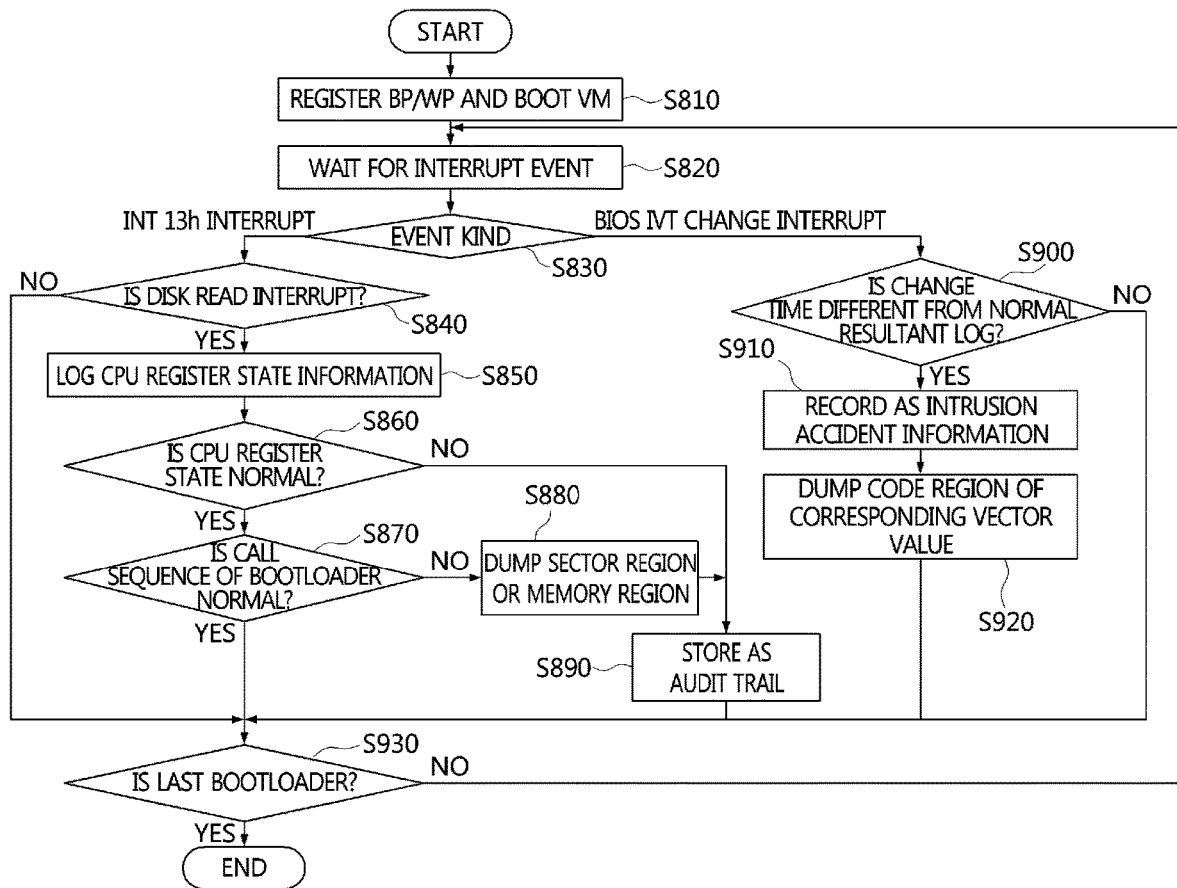 START
REGISTER BP/WP AND BOOT VM
S810
WAIT FOR INTERRUPT EVENT
S820
INT 13h INTERRUPT
EVENT KIND
BIOS IVT CHANGE INTERRUPT
S830
NO
IS DISK READ INTERRUPT?
S840
YES
LOG CPU REGISTER STATE INFORMATION
S850
S860
IS CPU REGISTER
STATE NORMAL?
NO
YES
S870
IS CALL
SEQUENCE OF BOOTLOADER
NORMAL?
NO
YES
S880
DUMP SECTOR REGION
OR MEMORY REGION
S890
STORE AS
AUDIT TRAIL
S900
IS CHANGE
TIME DIFFERENT FROM NORMAL
RESULTANT LOG?
NO
YES
S910
RECORD AS INTRUSION
ACCIDENT INFORMATION
DUMP CODE REGION OF
CORRESPONDING VECTOR
VALUE
S920
S930
IS LAST BOOTLOADER?
NO
YES
END